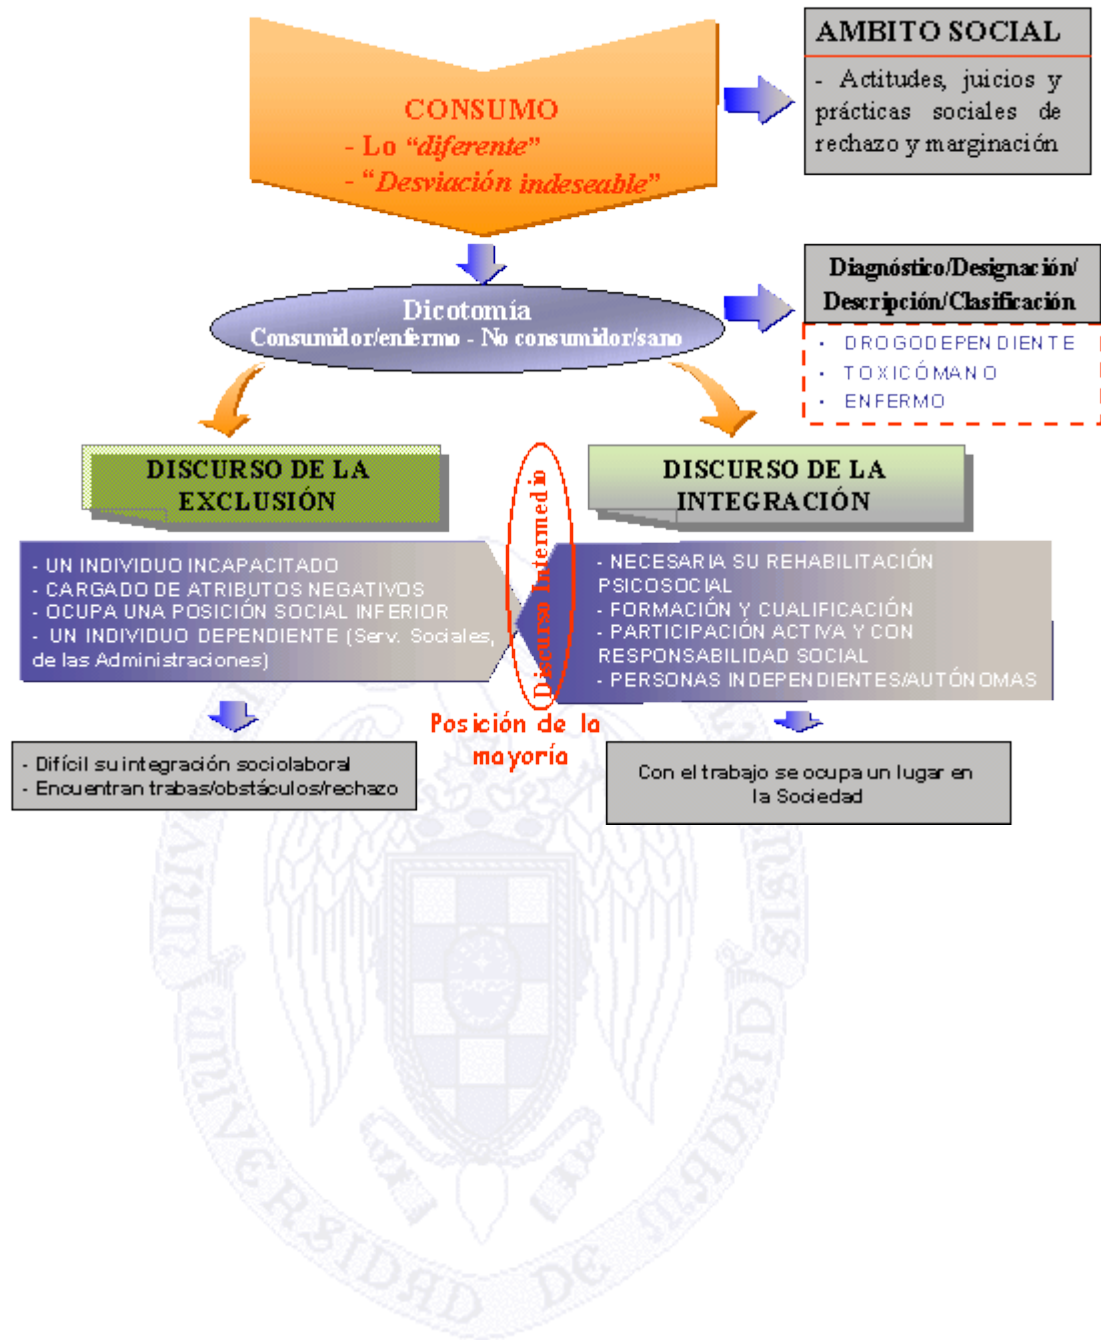 CONSUMO
- Lo “diferente”
- “Desviación indeseable”
AMBITO SOCIAL
- Actitudes, juicios y
prácticas sociales de
rechazo y marginación
Dicotomía
Consumidor/enfermo - No consumidor/sano
Diagnóstico/Designación/
Descripción/Clasificación
• DROGODEPENDIENTE
• TOXICÓMANO
• ENFERMO
DISCURSO DE LA
EXCLUSIÓN
- UN INDIVIDUO INCAPACITADO
- CARGADO DE ATRIBUTOS NEGATIVOS
- OCUPA UNA POSICIÓN SOCIAL INFERIOR
- UN INDIVIDUO DEPENDIENTE (Serv. Sociales,
de las Administraciones)
- Difícil su integración sociolaboral
- Encuentran trabas/obstáculos/rechazo
Discurso Intermedio
Posición de la
mayoría
DISCURSO DE LA
INTEGRACIÓN
- NECESARIA SU REHABILITACIÓN
PSICOSOCIAL
- FORMACIÓN Y CUALIFICACIÓN
- PARTICIPACIÓN ACTIVA Y CON
RESPONSABILIDAD SOCIAL
- PERSONAS INDEPENDIENTES/AUTÓNOMAS
Con el trabajo se ocupa un lugar en
la Sociedad
UNIVERSIDAD DE MADRID